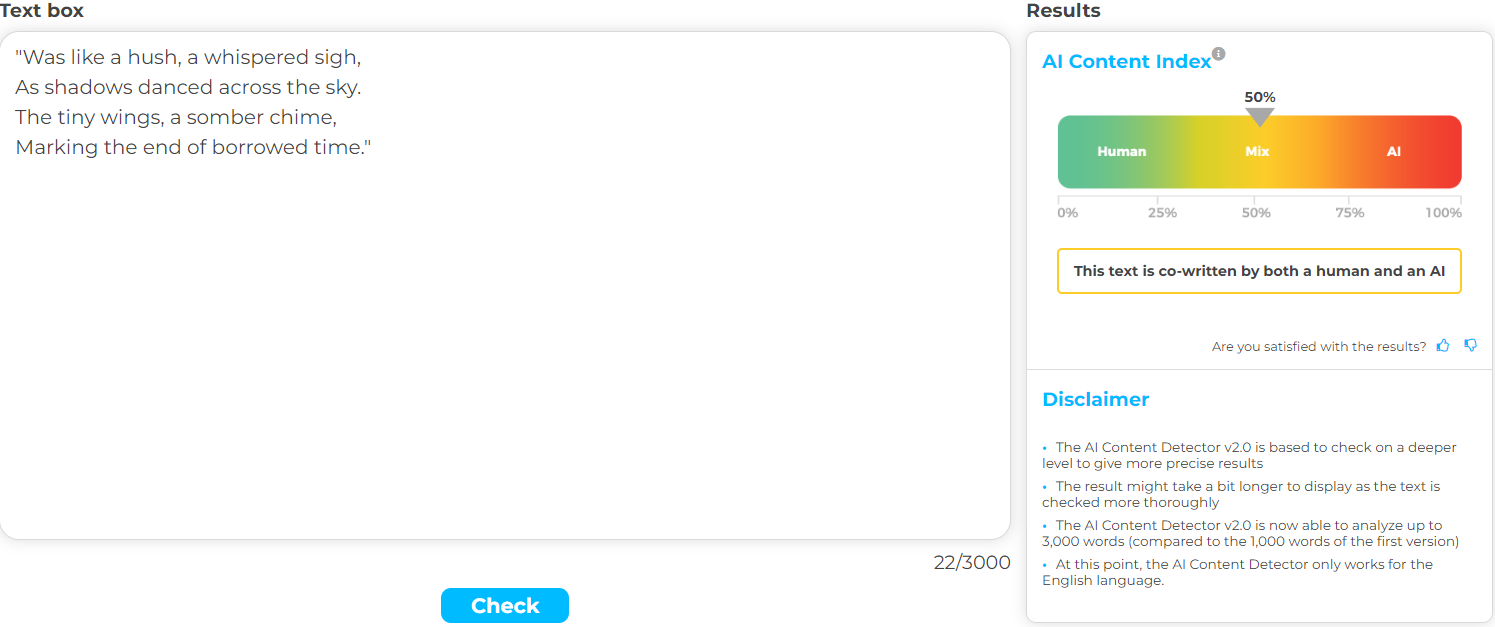 Text box
"Was like a hush, a whispered sigh,
As shadows danced across the sky.
The tiny wings, a somber chime,
Marking the end of borrowed time."
22/3000
Check
Results
AI Content Index
50%
Human Mix AI
0% 25% 50% 75% 100%
This text is co-written by both a human and an AI
Are you satisfied with the results?
Disclaimer
• The AI Content Detector v2.0 is based to check on a deeper
level to give more precise results
• The result might take a bit longer to display as the text is
checked more thoroughly
• The AI Content Detector v2.0 is now able to analyze up to
3,000 words (compared to the 1,000 words of the first version)
• At this point, the AI Content Detector only works for the
English language.